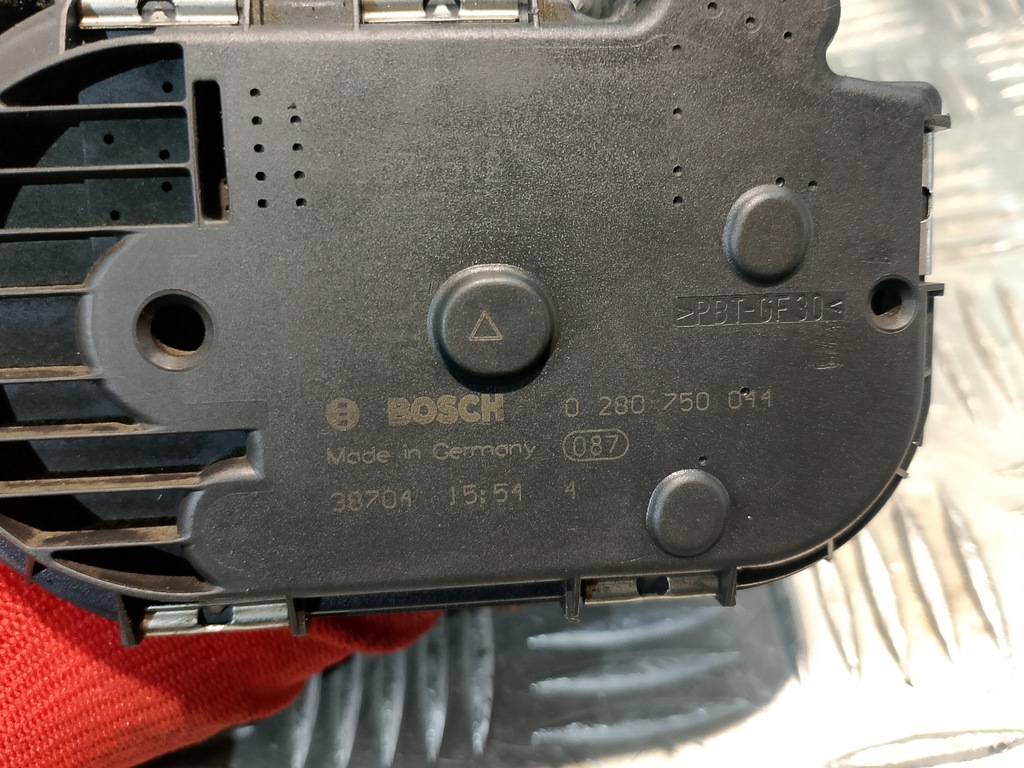 >PBT-GF30<
BOSCH 0 280 750 044
Made in Germany 087
38704 15:54 4